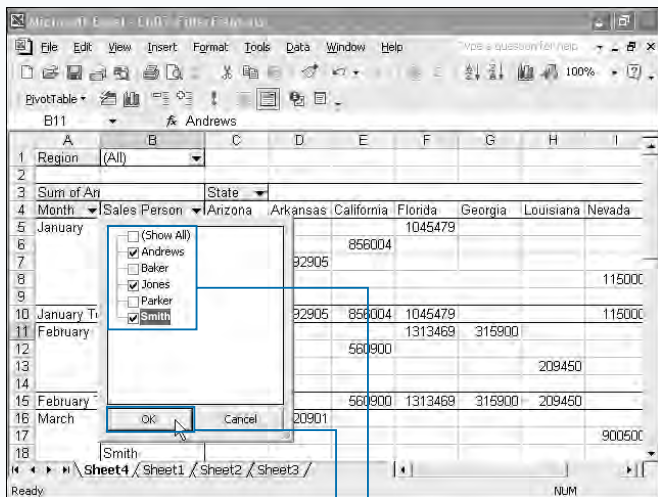 File Edit View Insert Format Tools Data Window Help
100%
PivotTable
B11 fx Andrews
A B C D E F G H I
1 Region (All)
2
3 Sum of Am State
4 Month Sales Person Arizona Arkansas California Florida Georgia Louisiana Nevada
5 January 1045479
(Show All)
6 856004
Andrews
7 92905
Baker
8 115000
Jones
9
Parker
10 January To 92905 856004 1045479 115000
Smith
11 February 1313469 315900
12 560900
13 209450
14
15 February 560900 1313469 315900 209450
16 March OK Cancel 20901
17 900500
18 Smith
Sheet4 Sheet1 Sheet2 Sheet3
Ready NUM